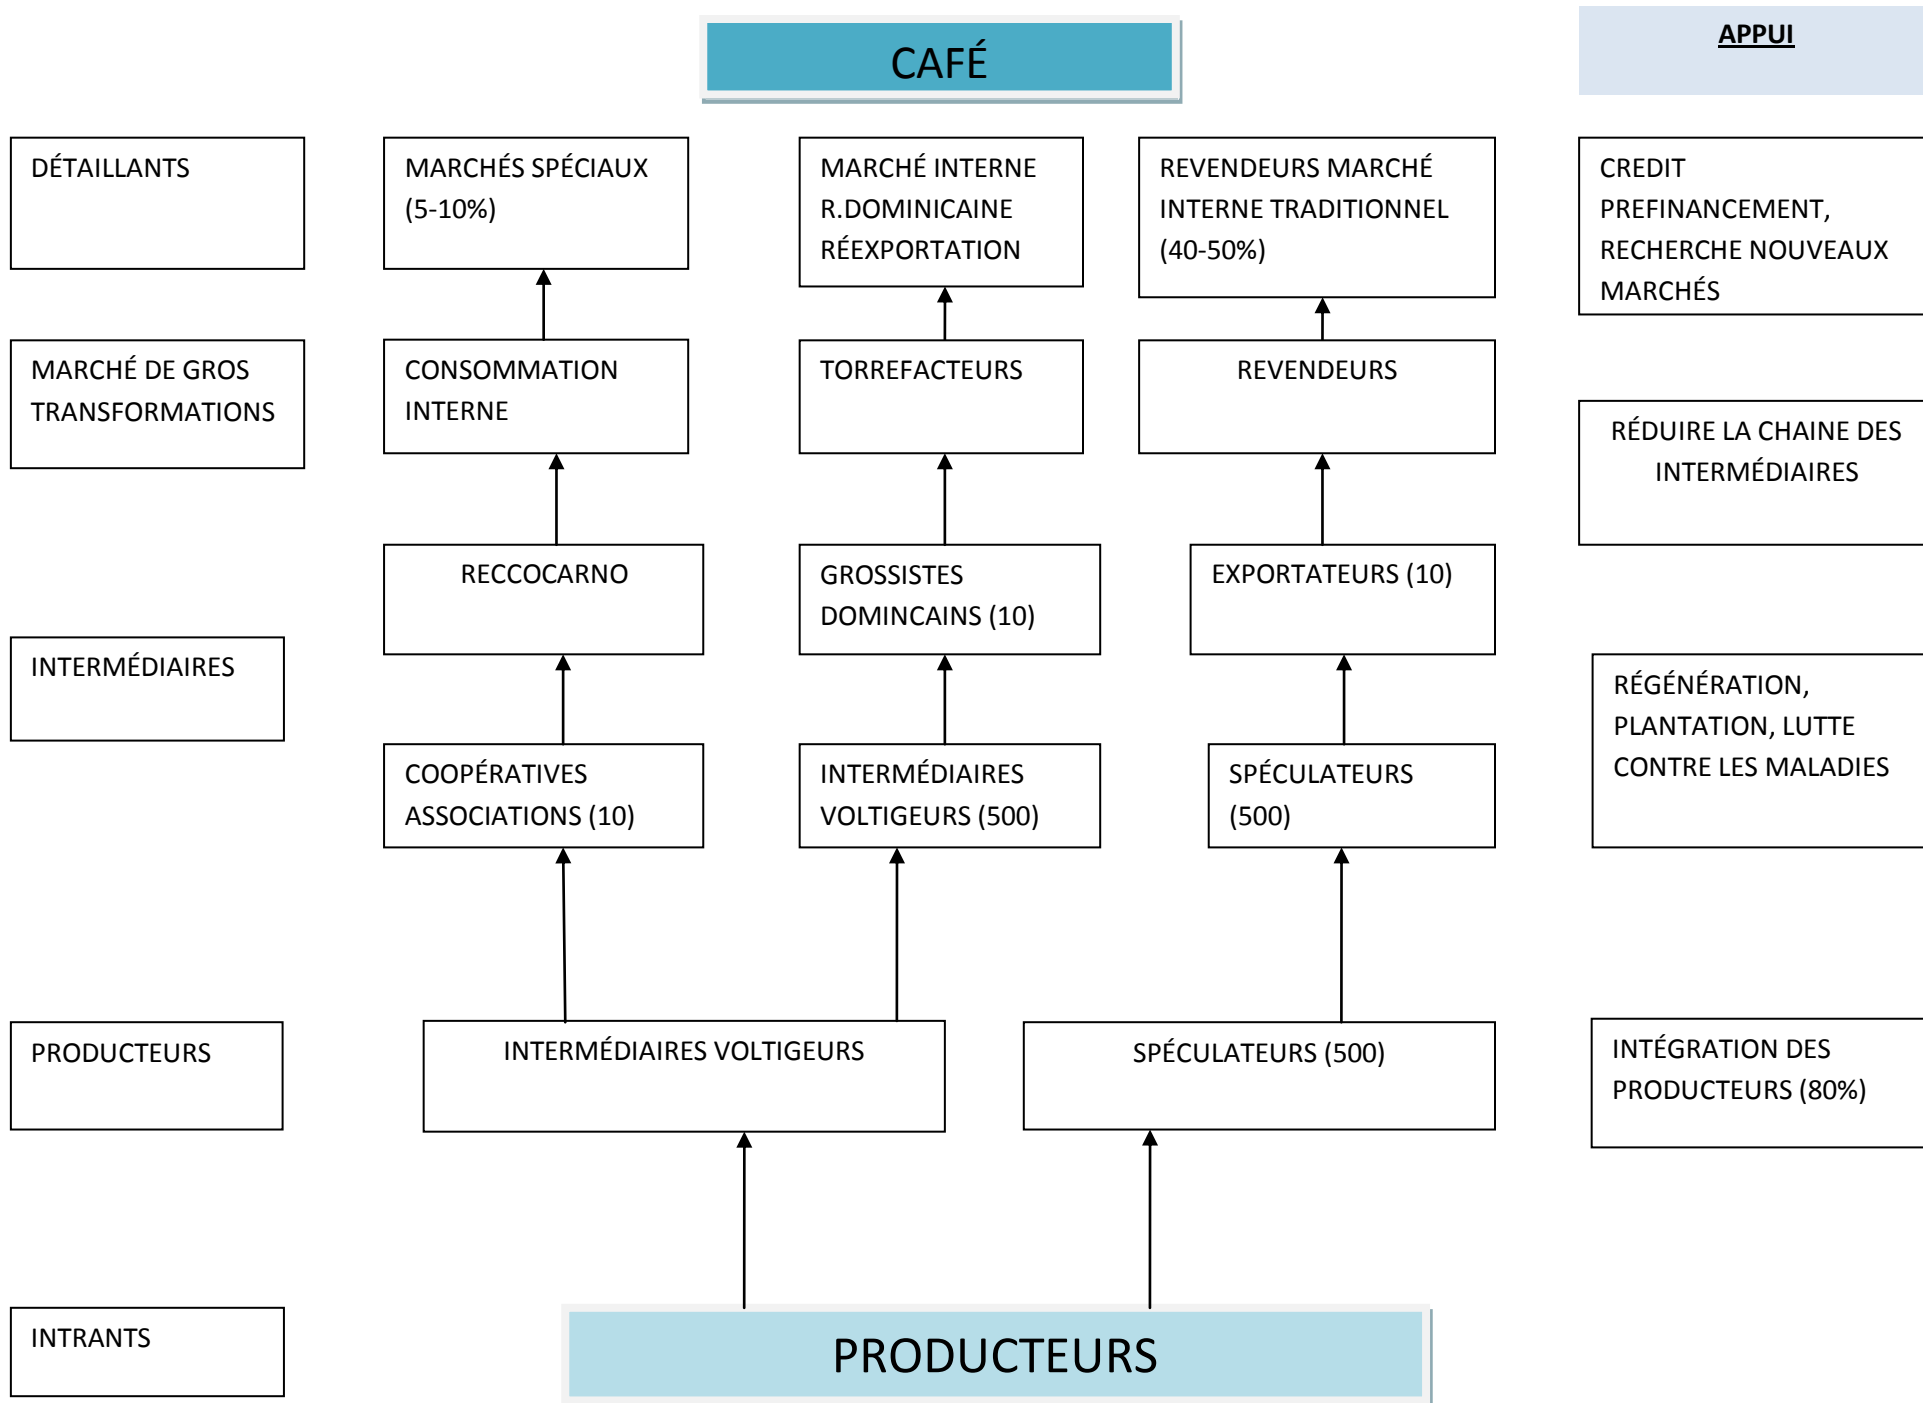 CAFÉ
APPUI
DÉTAILLANTS
MARCHÉS SPÉCIAUX
(5-10%)
MARCHÉ INTERNE
R.DOMINICAINE
RÉEXPORTATION
REVENDEURS MARCHÉ
INTERNE TRADITIONNEL
(40-50%)
CREDIT
PREFINANCEMENT,
RECHERCHE NOUVEAUX
MARCHÉS
MARCHÉ DE GROS
TRANSFORMATIONS
CONSOMMATION
INTERNE
TORREFACTEURS
REVENDEURS
RÉDUIRE LA CHAINE DES
INTERMÉDIAIRES
RECCOCARNO
GROSSISTES
DOMINCAINS (10)
EXPORTATEURS (10)
INTERMÉDIAIRES
RÉGÉNÉRATION,
PLANTATION, LUTTE
CONTRE LES MALADIES
COOPÉRATIVES
ASSOCIATIONS (10)
INTERMÉDIAIRES
VOLTIGEURS (500)
SPÉCULATEURS
(500)
PRODUCTEURS
INTERMÉDIAIRES VOLTIGEURS
SPÉCULATEURS (500)
INTÉGRATION DES
PRODUCTEURS (80%)
INTRANTS
PRODUCTEURS